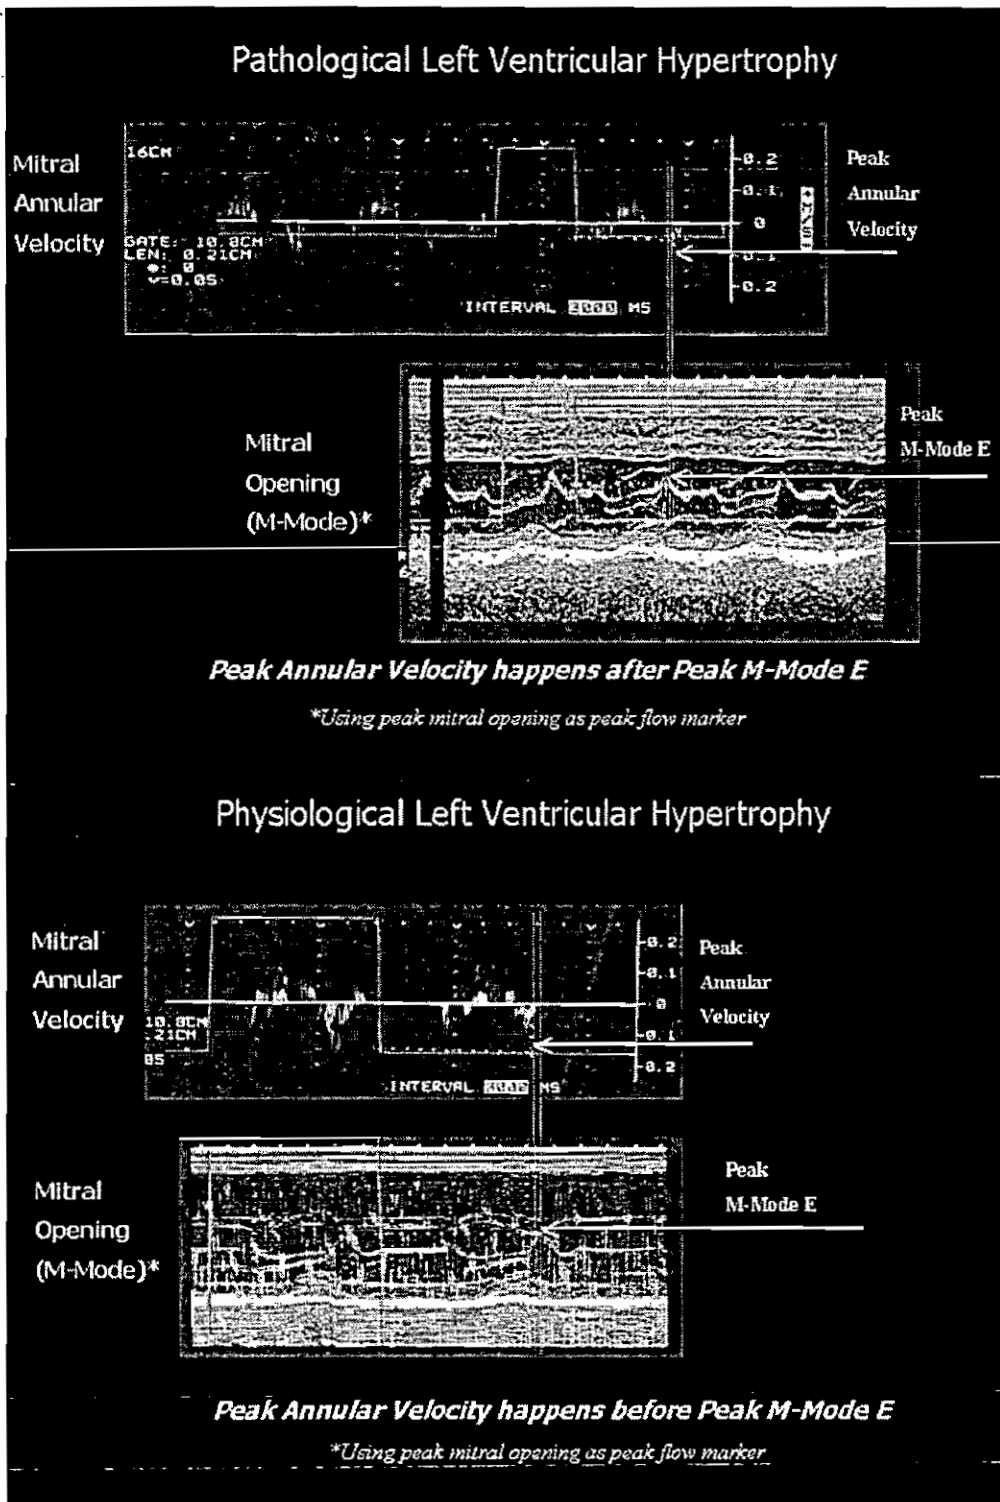 Pathological Left Ventricular Hypertrophy
Mitral
Annular
Velocity
16CM
GATE: 10.8CM
LEN: 0.21CM
=0.05
INTERVAL MS
0.2
0.1
0
0.1
0.2
Peak
Annular
Velocity
Mitral
Opening
(M-Mode)*
Peak
M-Mode E
Peak Annular Velocity happens after Peak M-Mode E
*Using peak mitral opening as peak flow marker
Physiological Left Ventricular Hypertrophy
Mitral
Annular
Velocity
10.8CM
.21CM
05
INTERVAL MS
0.2
0.1
0
0.1
0.2
Peak
Annular
Velocity
Mitral
Opening
(M-Mode)*
Peak
M-Mode E
Peak Annular Velocity happens before Peak M-Mode E
*Using peak mitral opening as peak flow marker